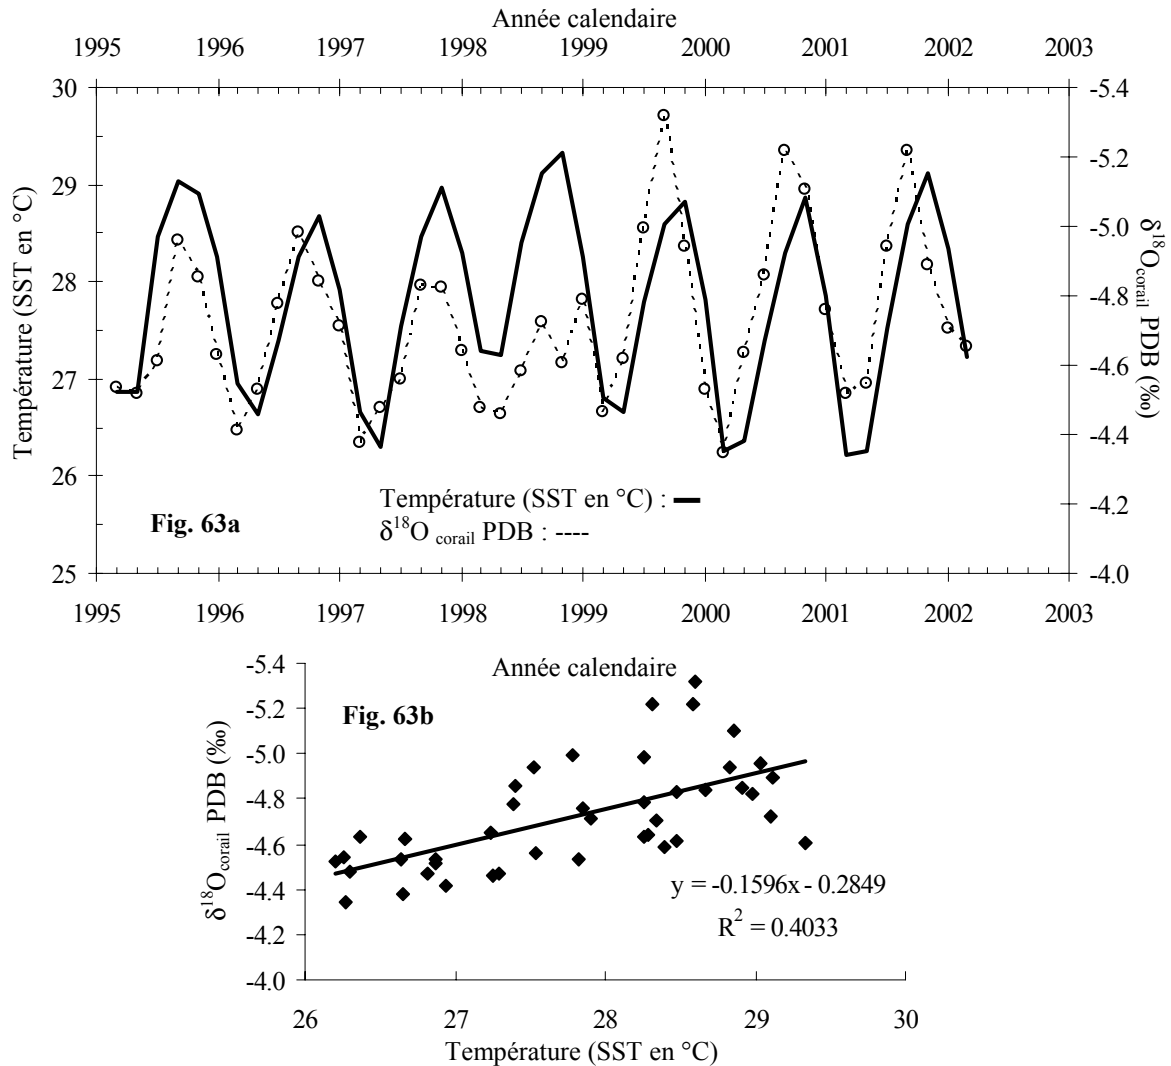 Année calendaire
1995 1996 1997 1998 1999 2000 2001 2002 2003
30 -5.4
29 -5.2
28 -5.0
27 -4.8
26 -4.6
25 -4.4
-4.2
-4.0
Température (SST en °C)
δ¹⁸O corail PDB (‰)
Température (SST en °C) :
Fig. 63a
δ¹⁸O corail PDB : ----
1995 1996 1997 1998 1999 2000 2001 2002 2003
Année calendaire
-5.4
Fig. 63b
-5.2
-5.0
-4.8
-4.6
-4.4
-4.2
-4.0
δ¹⁸O corail PDB (‰)
y = -0.1596x - 0.2849
R² = 0.4033
26 27 28 29 30
Température (SST en °C)